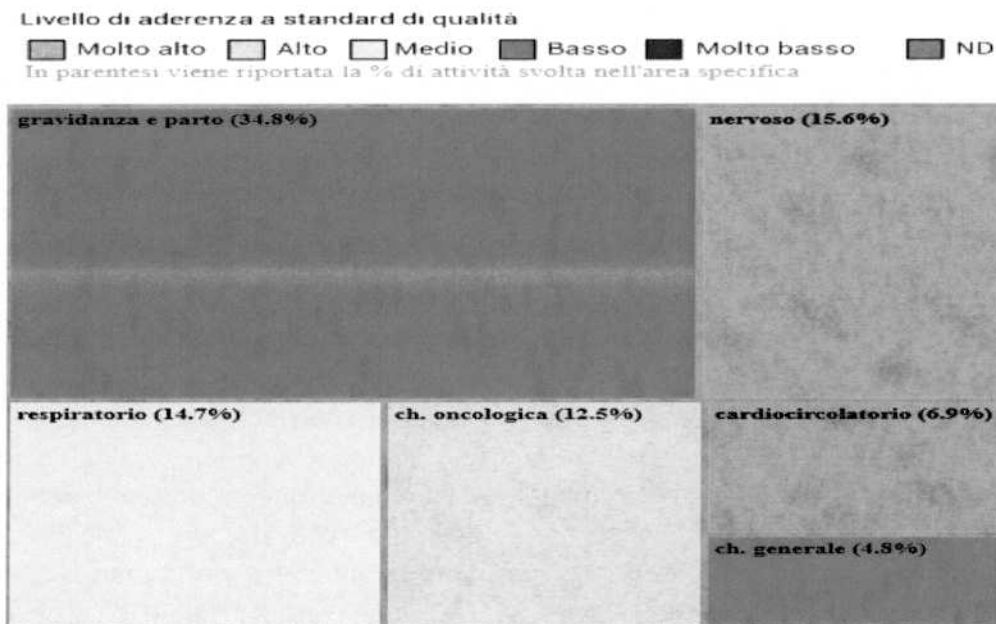 Livello di aderenza a standard di qualità
Molto alto Alto Medio Basso Molto basso ND
In parentesi viene riportata la % di attività svolta nell'area specifica
gravidanza e parto (34.8%) nervoso (15.6%)
respiratorio (14.7%) ch. oncologica (12.5%) cardiocircolatorio (6.9%)
ch. generale (4.8%)